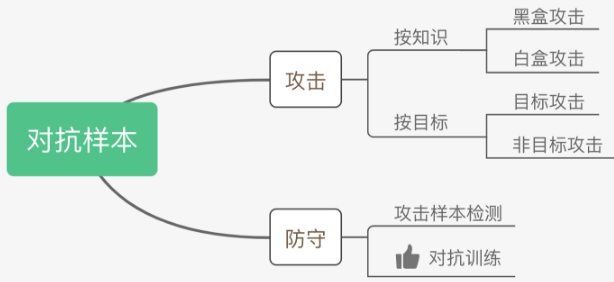 对抗样本
攻击
按知识
黑盒攻击
白盒攻击
按目标
目标攻击
非目标攻击
防守
攻击样本检测
对抗训练